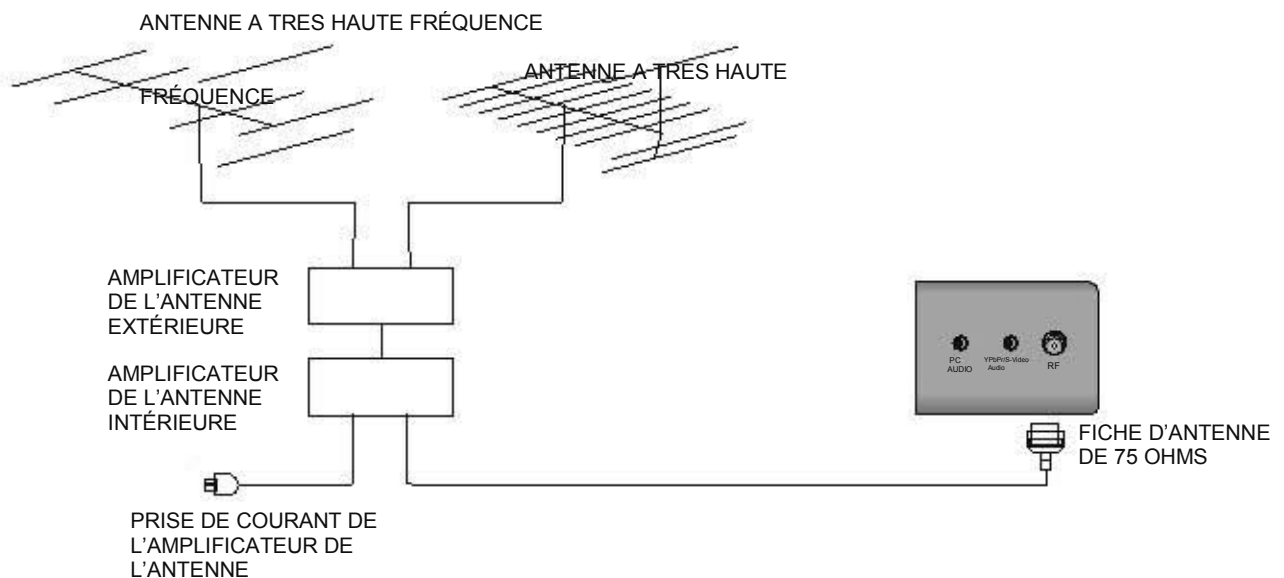 ANTENNE A TRES HAUTE FRÉQUENCE
ANTENNE A TRES HAUTE
FRÉQUENCE
AMPLIFICATEUR
DE L'ANTENNE
EXTÉRIEURE
AMPLIFICATEUR
DE L'ANTENNE
INTÉRIEURE
PC
AUDIO
YPbPr/S-Video
Audio
RF
FICHE D'ANTENNE
DE 75 OHMS
PRISE DE COURANT DE
L'AMPLIFICATEUR DE
L'ANTENNE